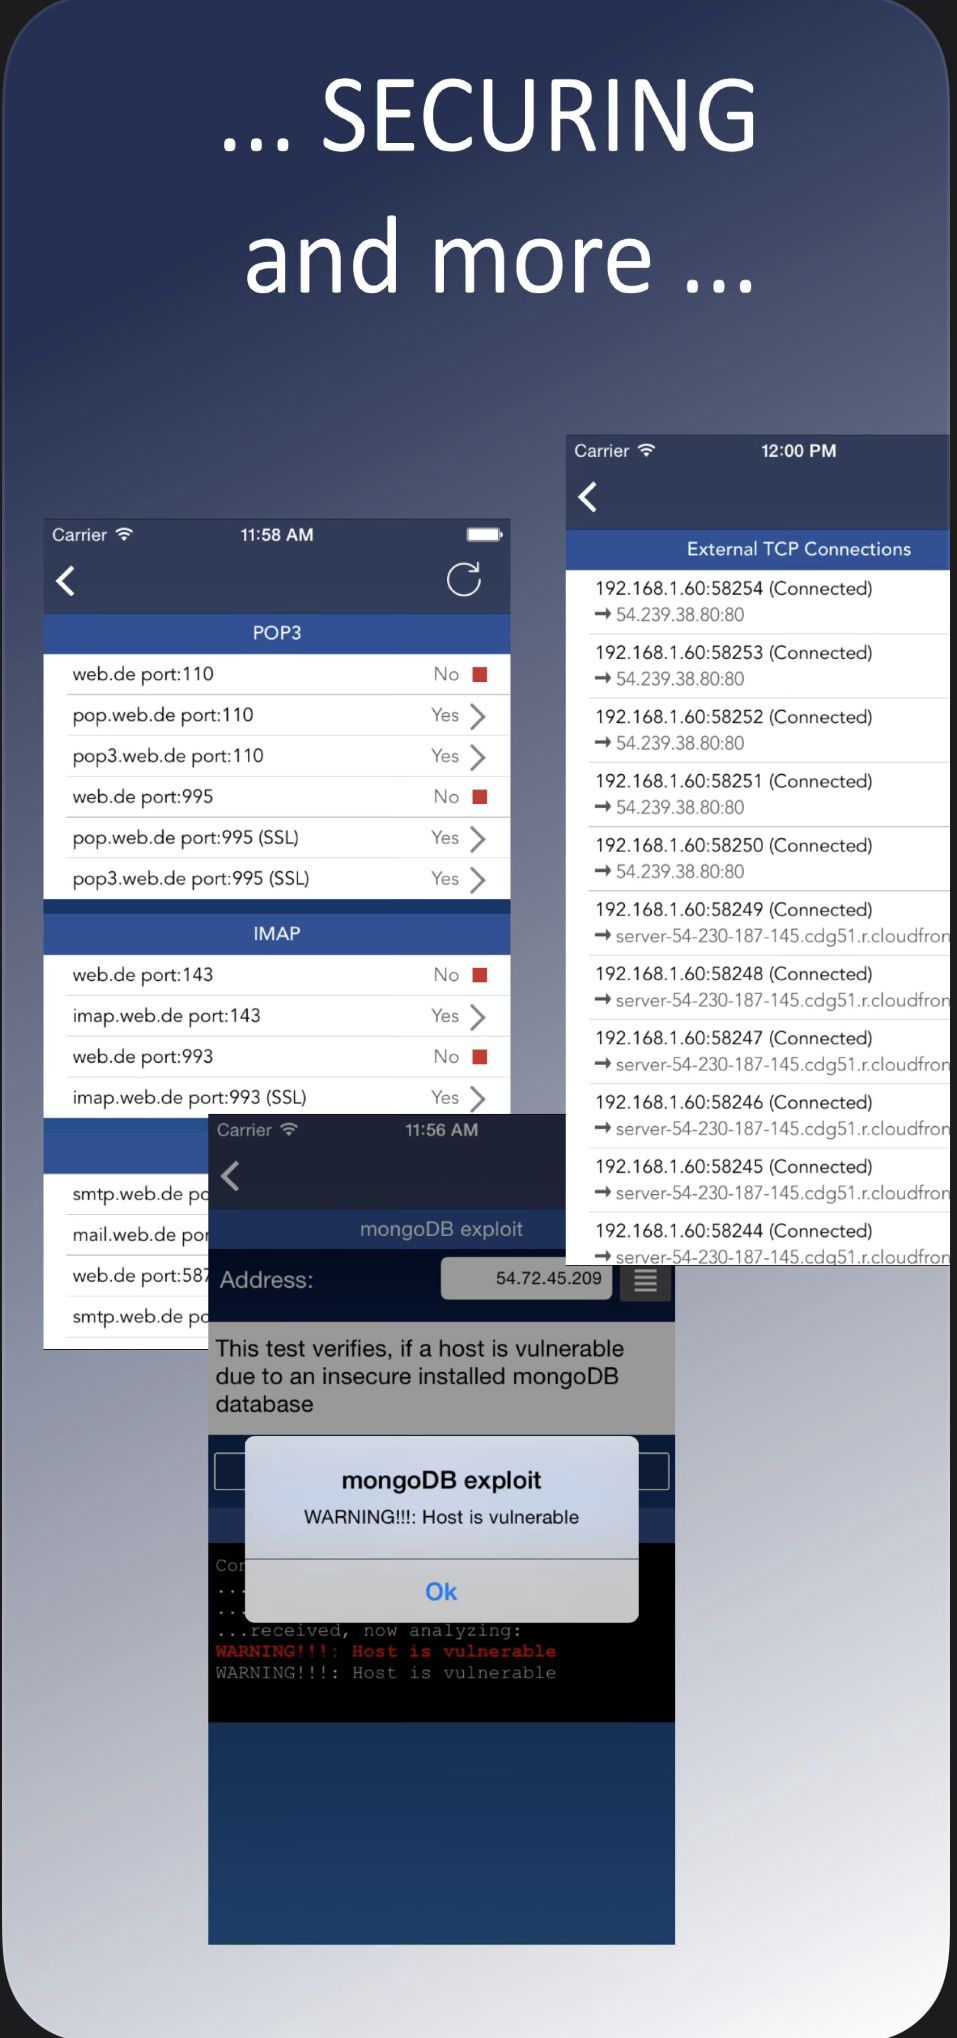 ... SECURING
and more ...
Carrier 11:58 AM
POP3
web.de port:110 No
pop.web.de port:110 Yes
pop3.web.de port:110 Yes
web.de port:995 No
pop.web.de port:995 (SSL) Yes
pop3.web.de port:995 (SSL) Yes
IMAP
web.de port:143 No
imap.web.de port:143 Yes
web.de port:993 No
imap.web.de port:993 (SSL) Yes
smtp.web.de po
mail.web.de por
web.de port:587
smtp.web.de po
Carrier 12:00 PM
External TCP Connections
192.168.1.60:58254 (Connected)
→ 54.239.38.80:80
192.168.1.60:58253 (Connected)
→ 54.239.38.80:80
192.168.1.60:58252 (Connected)
→ 54.239.38.80:80
192.168.1.60:58251 (Connected)
→ 54.239.38.80:80
192.168.1.60:58250 (Connected)
→ 54.239.38.80:80
192.168.1.60:58249 (Connected)
→ server-54-230-187-145.cdg51.r.cloudfron
192.168.1.60:58248 (Connected)
→ server-54-230-187-145.cdg51.r.cloudfron
192.168.1.60:58247 (Connected)
→ server-54-230-187-145.cdg51.r.cloudfron
192.168.1.60:58246 (Connected)
→ server-54-230-187-145.cdg51.r.cloudfron
192.168.1.60:58245 (Connected)
→ server-54-230-187-145.cdg51.r.cloudfron
192.168.1.60:58244 (Connected)
→ server-54-230-187-145.cdg51.r.cloudfron
Carrier 11:56 AM
mongoDB exploit
Address: 54.72.45.209
This test verifies, if a host is vulnerable
due to an insecure installed mongoDB
database
mongoDB exploit
WARNING!!!: Host is vulnerable
Ok
Con
...
...
...received, now analyzing:
WARNING!!!: Host is vulnerable
WARNING!!!: Host is vulnerable